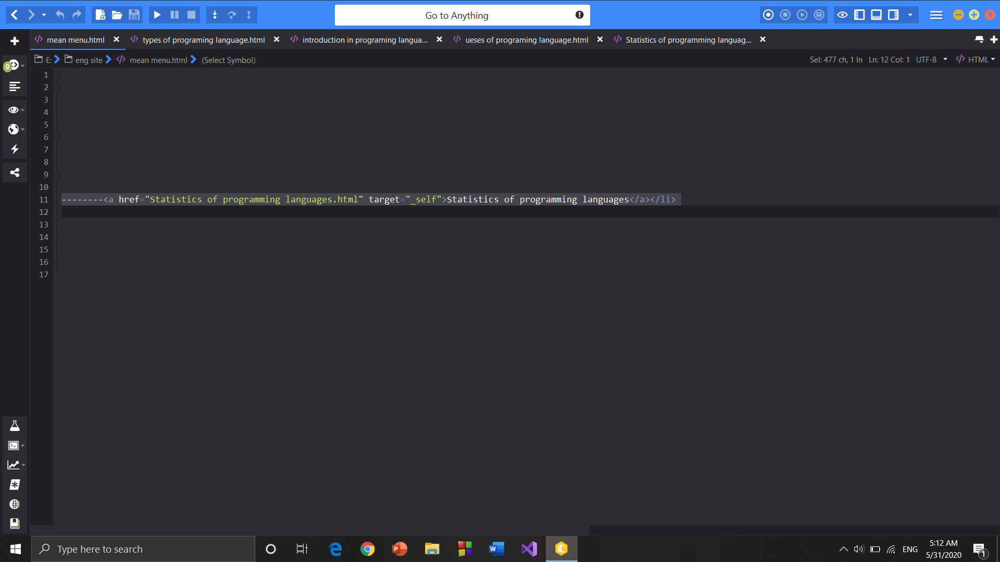 Go to Anything
mean menu.html
types of programing language.html
introduction in programing langua...
ueses of programing language.html
Statistics of programming languag...
E:
eng site
mean menu.html
(Select Symbol)
Sel: 477 ch, 1 ln
Ln: 12 Col: 1
UTF-8
HTML
0
1
2
3
4
5
6
7
8
9
10
11
--------<a href="Statistics of programming languages.html" target="_self">Statistics of programming languages</a></li>
12
13
14
15
16
17
Type here to search
ENG
5:12 AM
5/31/2020
1